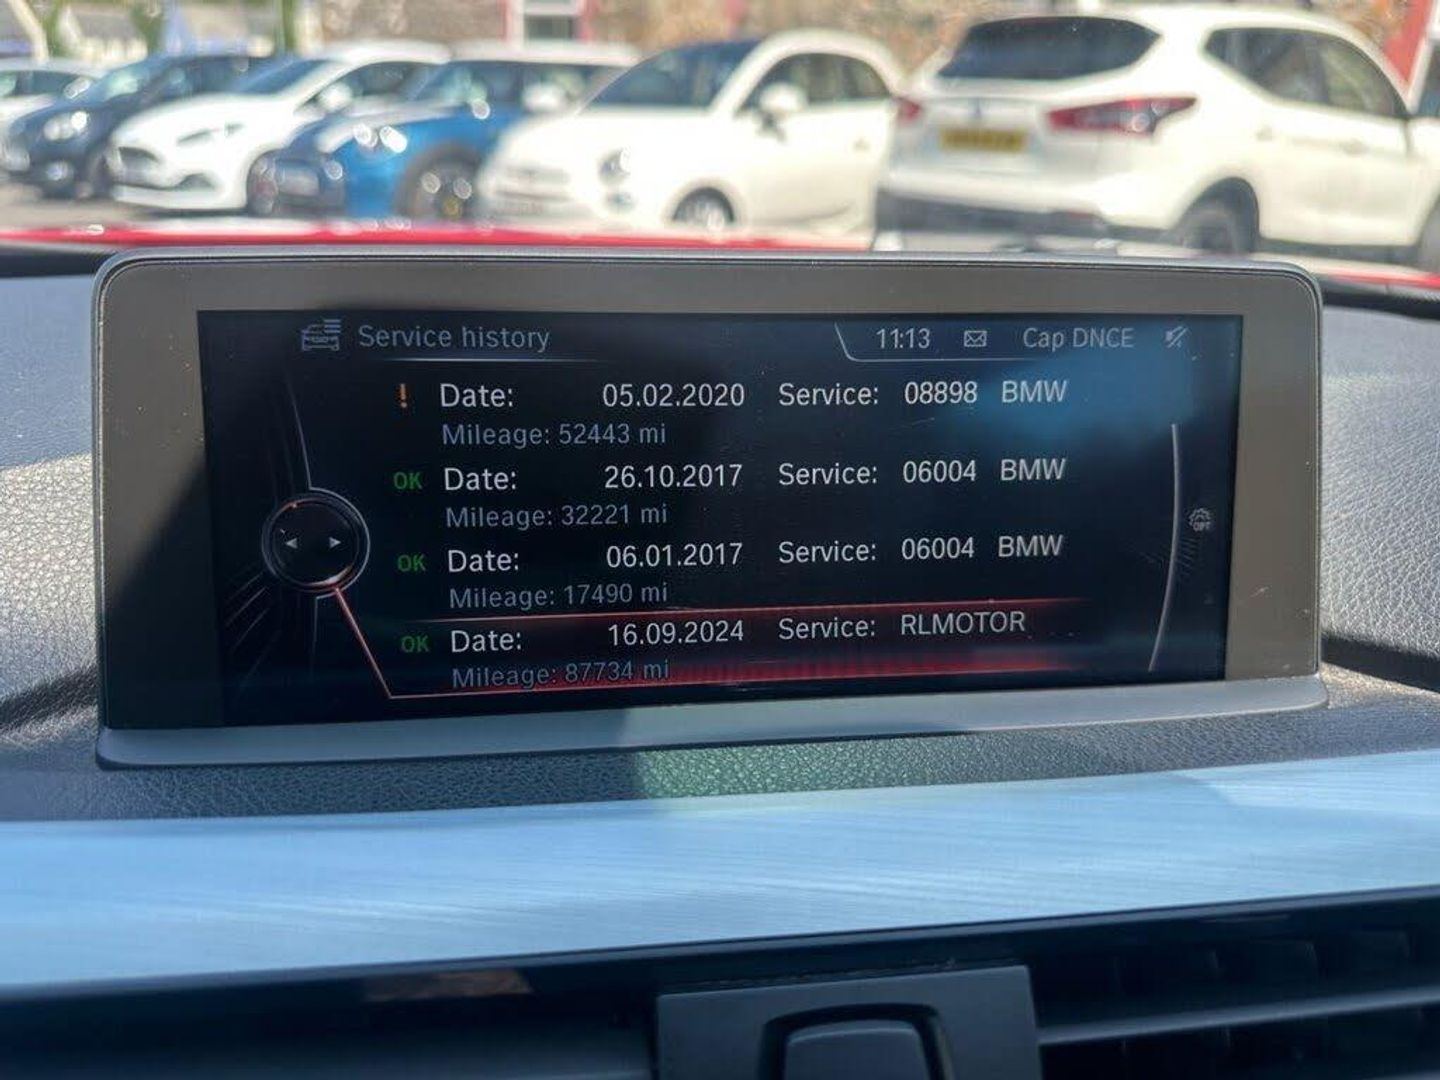 Service history 11:13 Cap DNCE
! Date: 05.02.2020 Service: 08898 BMW
Mileage: 52443 mi
OK Date: 26.10.2017 Service: 06004 BMW
Mileage: 32221 mi
OK Date: 06.01.2017 Service: 06004 BMW
Mileage: 17490 mi
OK Date: 16.09.2024 Service: RLMOTOR
Mileage: 87734 mi
OPT